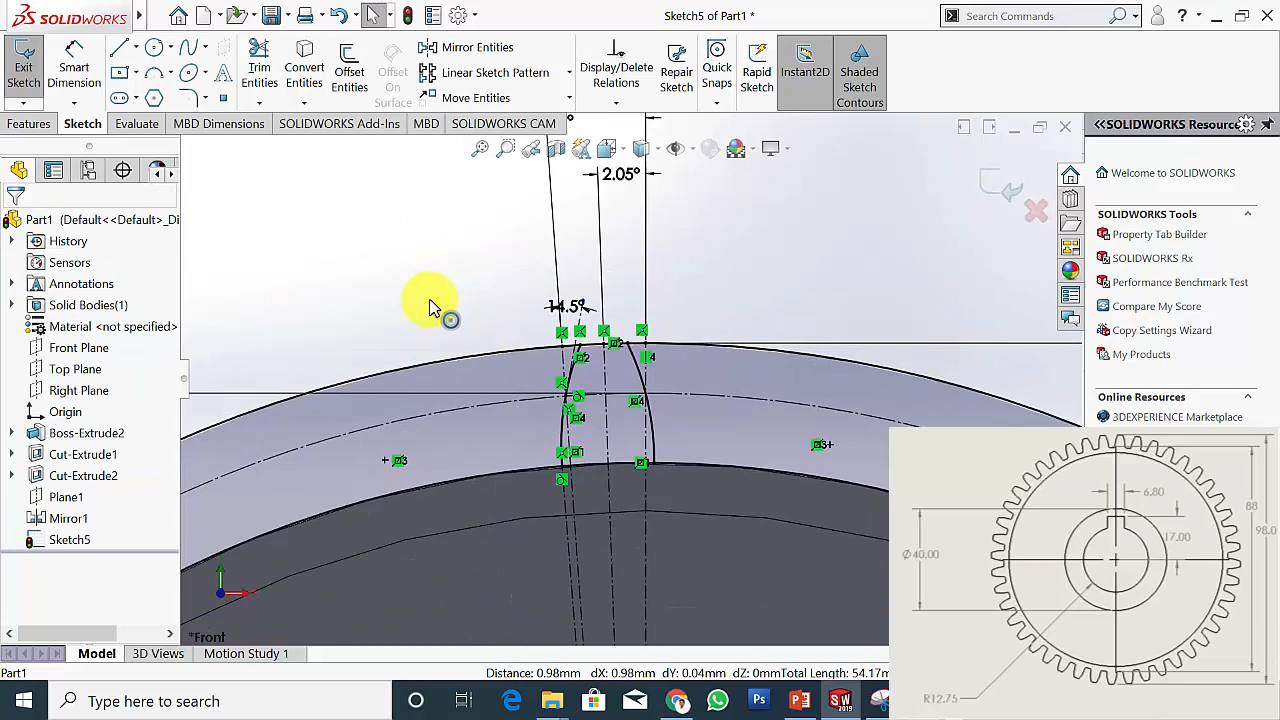 SOLIDWORKS
Sketch5 of Part1 *
Search Commands
Exit Sketch
Smart Dimension
Trim Entities
Convert Entities
Offset Entities
Offset On Surface
Mirror Entities
Linear Sketch Pattern
Move Entities
Display/Delete Relations
Repair Sketch
Quick Snaps
Rapid Sketch
Instant2D
Shaded Sketch Contours
Features
Sketch
Evaluate
MBD Dimensions
SOLIDWORKS Add-Ins
MBD
SOLIDWORKS CAM
<<SOLIDWORKS Resourc
Part1 (Default<<Default>_Di
History
Sensors
Annotations
Solid Bodies(1)
Material <not specified>
Front Plane
Top Plane
Right Plane
Origin
Boss-Extrude2
Cut-Extrude1
Cut-Extrude2
Plane1
Mirror1
Sketch5
2.05°
14.5°
*Front
Welcome to SOLIDWORKS
SOLIDWORKS Tools
Property Tab Builder
SOLIDWORKS Rx
Performance Benchmark Test
Compare My Score
Copy Settings Wizard
My Products
Online Resources
3DEXPERIENCE Marketplace
6.80
88
98.0
17.00
Ø40.00
R12.75
Model
3D Views
Motion Study 1
Part1
Distance: 0.98mm dX: 0.98mm dY: 0.04mm dZ: 0mmTotal Length: 54.17m
Type here to search